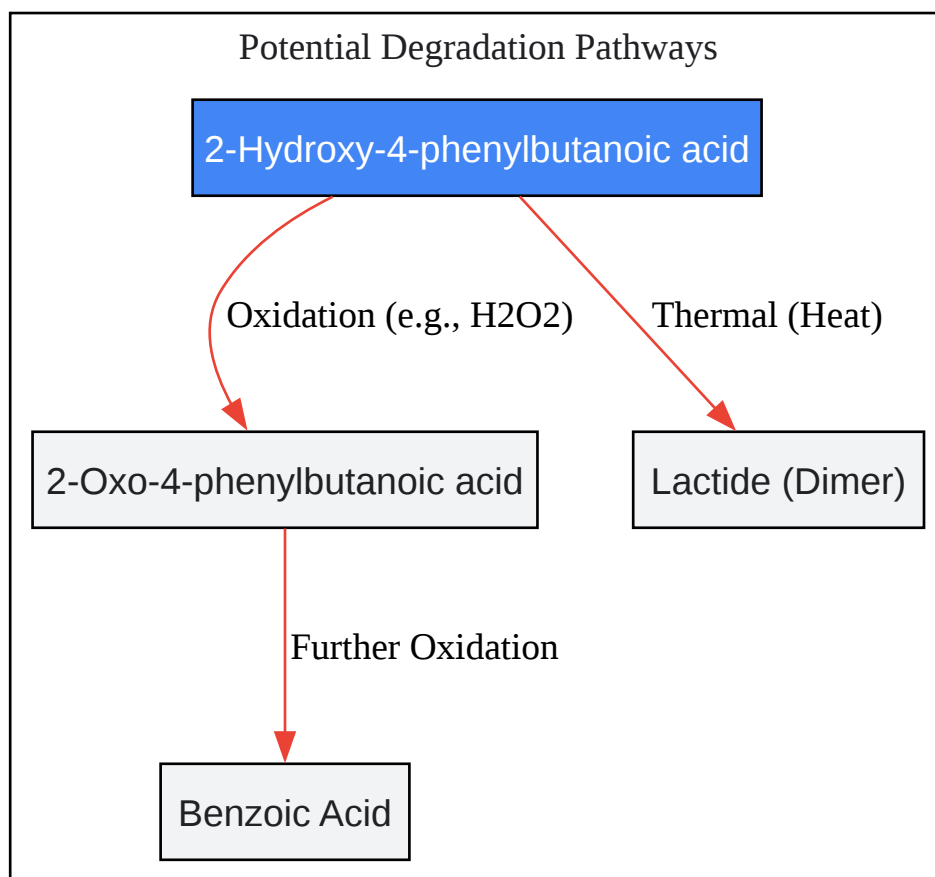 Potential Degradation Pathways
2-Hydroxy-4-phenylbutanoic acid
Oxidation (e.g., H2O2)
Thermal (Heat)
2-Oxo-4-phenylbutanoic acid
Lactide (Dimer)
Further Oxidation
Benzoic Acid